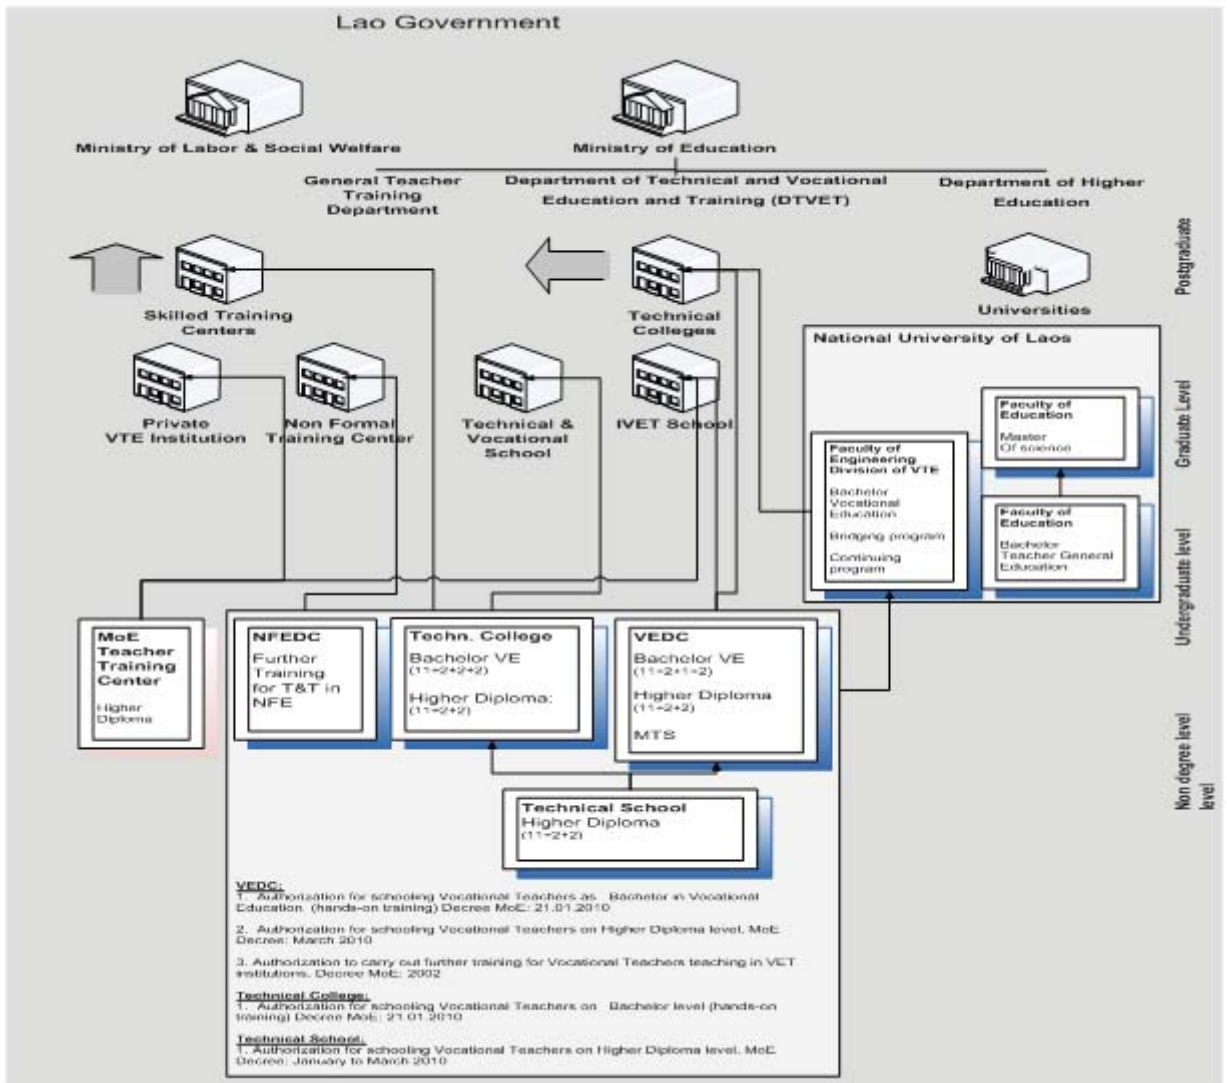 Lao Government
Ministry of Labor & Social Welfare
Ministry of Education
General Teacher
Training
Department
Department of Technical and Vocational
Education and Training (DTVET)
Department of Higher
Education
Postgraduate
Skilled Training
Centers
Technical
Colleges
Universities
National University of Laos
Private
VTE Institution
Non Formal
Training Center
Technical &
Vocational
School
IVET School
Graduate Level
Faculty of
Education
Master
Of science
Faculty of
Engineering
Division of VTE
Bachelor
Vocational
Education
Bridging program
Continuing
program
Faculty of
Education
Bachelor
Teacher General
Education
Undergraduate level
MoE
Teacher
Training
Center
Higher
Diploma
NFEDC
Further
Training
for T&T in
NFE
Techn. College
Bachelor VE
(11+2+2+2)
Higher Diploma:
(11+2+2)
VEDC
Bachelor VE
(11+2+1+2)
Higher Diploma
(11+2+2)
MTS
Non degree level
Technical School
Higher Diploma
(11+2+2)
VEDC:
1. Authorization for schooling Vocational Teachers as Bachelor in Vocational
Education (hands-on training) Decree MoE: 21.01.2010
2. Authorization for schooling Vocational Teachers on Higher Diploma level. MoE
Decree: March 2010
3. Authorization to carry out further training for Vocational Teachers teaching in VET
institutions. Decree MoE: 2002
Technical College:
1. Authorization for schooling Vocational Teachers on Bachelor level (hands-on
training) Decree MoE: 21.01.2010
Technical School:
1. Authorization for schooling Vocational Teachers on Higher Diploma level. MoE
Decree: January to March 2010